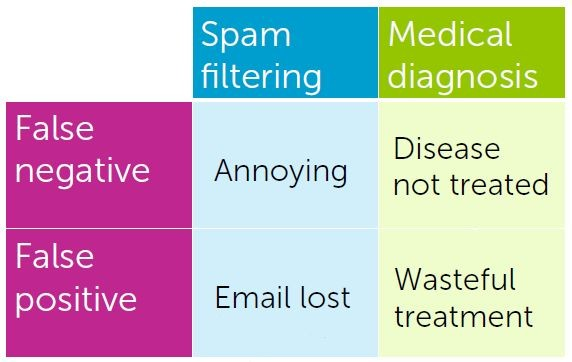 Spam
filtering
Medical
diagnosis
False
negative
Annoying
Disease
not treated
False
positive
Email lost
Wasteful
treatment